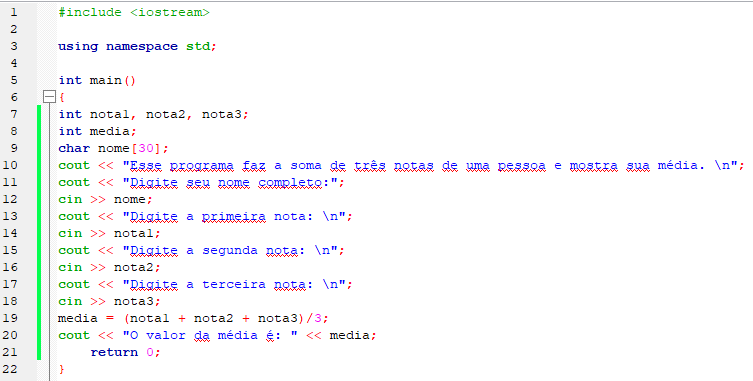 1 #include <iostream>
2
3 using namespace std;
4
5 int main()
6 {
7 int nota1, nota2, nota3;
8 int media;
9 char nome[30];
10 cout << "Esse programa faz a soma de três notas de uma pessoa e mostra sua média. \n";
11 cout << "Digite seu nome completo:";
12 cin >> nome;
13 cout << "Digite a primeira nota: \n";
14 cin >> nota1;
15 cout << "Digite a segunda nota: \n";
16 cin >> nota2;
17 cout << "Digite a terceira nota: \n";
18 cin >> nota3;
19 media = (nota1 + nota2 + nota3)/3;
20 cout << "O valor da média é: " << media;
21 return 0;
22 }